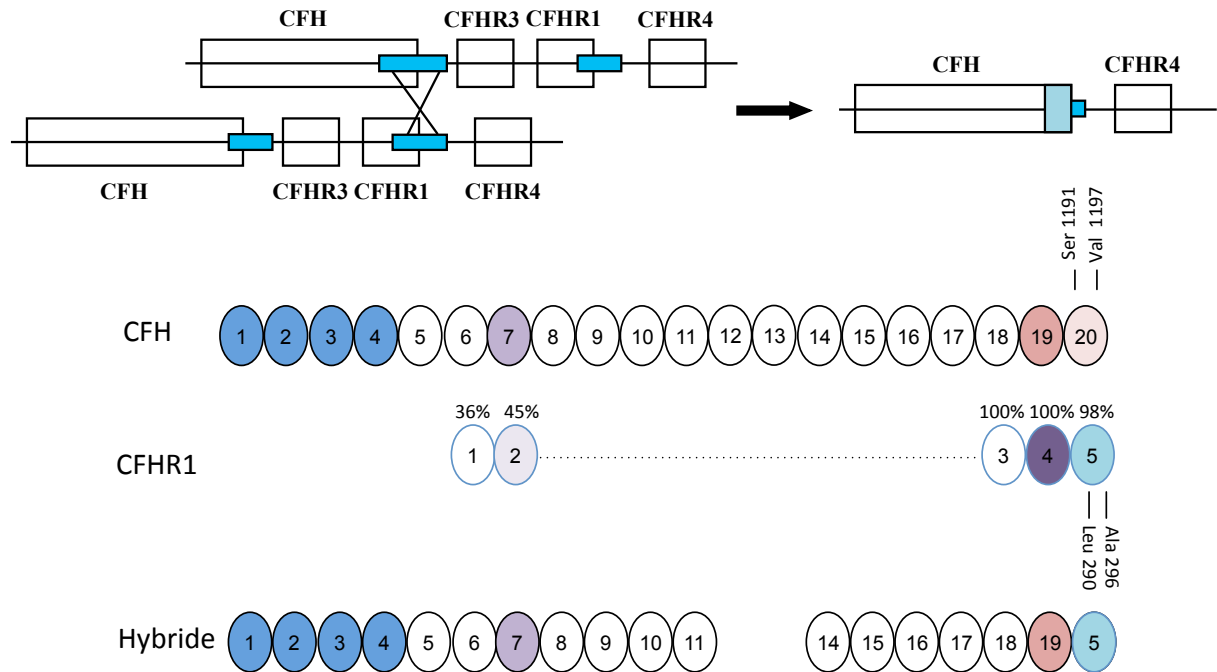 CFH CFHR3 CFHR1 CFHR4
CFH CFHR4
CFH CFHR3 CFHR1 CFHR4
Ser 1191 Val 1197
CFH 1 2 3 4 5 6 7 8 9 10 11 12 13 14 15 16 17 18 19 20
36% 45% 100% 100% 98%
CFHR1 1 2 3 4 5
Leu 290 Ala 296
Hybride 1 2 3 4 5 6 7 8 9 10 11 14 15 16 17 18 19 5